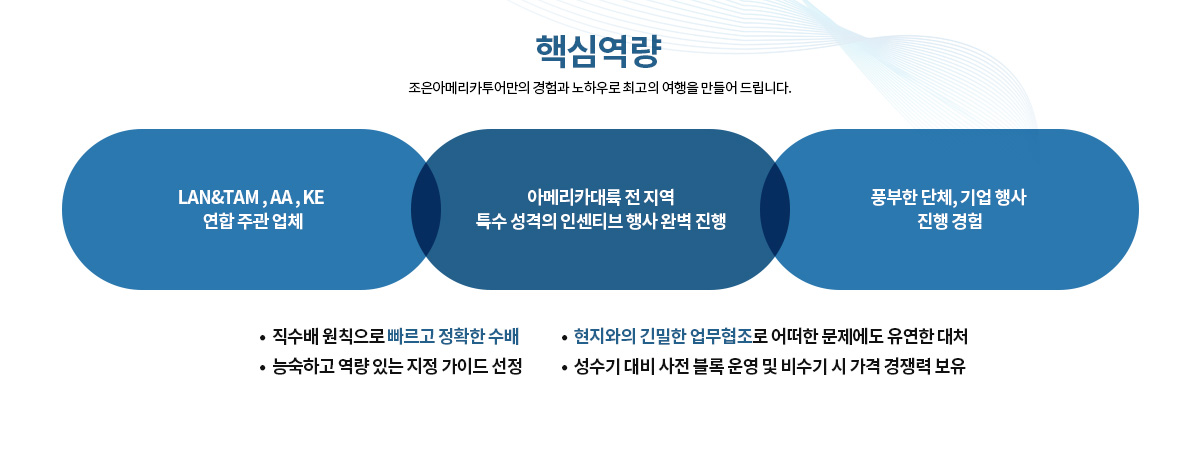 핵심역량
조은아메리카투어만의 경험과 노하우로 최고의 여행을 만들어 드립니다.
LAN&TAM , AA , KE
연합 주관 업체
아메리카대륙 전 지역
특수 성격의 인센티브 행사 완벽 진행
풍부한 단체, 기업 행사
진행 경험
• 직수배 원칙으로 빠르고 정확한 수배
• 능숙하고 역량 있는 지정 가이드 선정
• 현지와의 긴밀한 업무협조로 어떠한 문제에도 유연한 대처
• 성수기 대비 사전 블록 운영 및 비수기 시 가격 경쟁력 보유